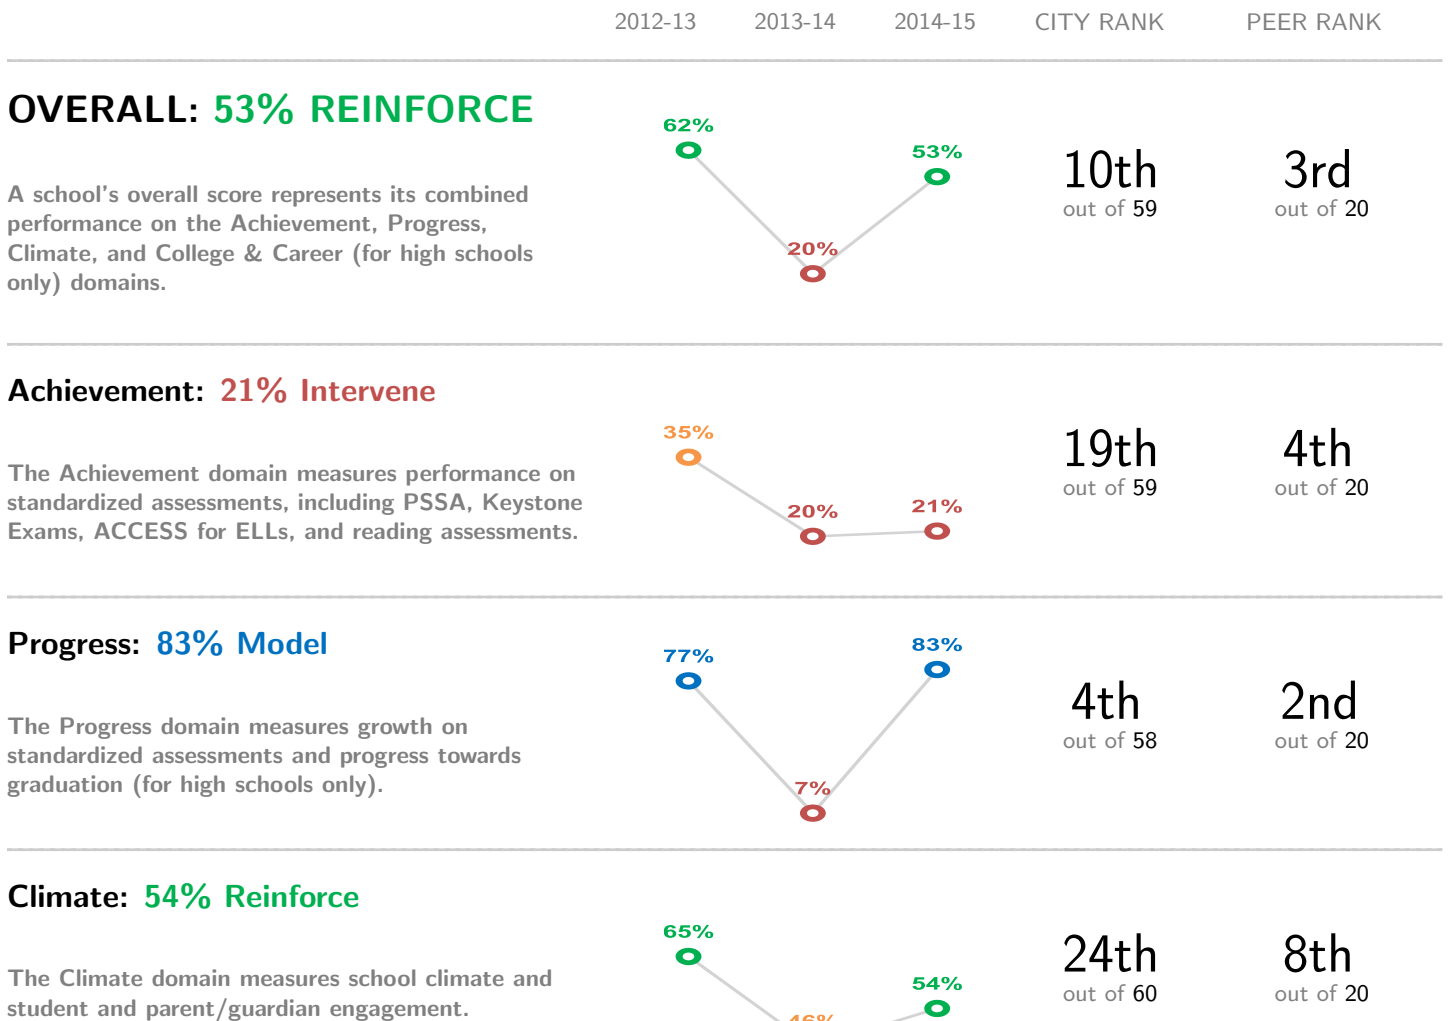 2012-13 2013-14 2014-15 CITY RANK PEER RANK
OVERALL: 53% REINFORCE
62%
53%
20%
10th
out of 59
3rd
out of 20
A school's overall score represents its combined
performance on the Achievement, Progress,
Climate, and College & Career (for high schools
only) domains.
Achievement: 21% Intervene
35%
20%
21%
19th
out of 59
4th
out of 20
The Achievement domain measures performance on
standardized assessments, including PSSA, Keystone
Exams, ACCESS for ELLs, and reading assessments.
Progress: 83% Model
77%
7%
83%
4th
out of 58
2nd
out of 20
The Progress domain measures growth on
standardized assessments and progress towards
graduation (for high schools only).
Climate: 54% Reinforce
65%
46%
54%
24th
out of 60
8th
out of 20
The Climate domain measures school climate and
student and parent/guardian engagement.